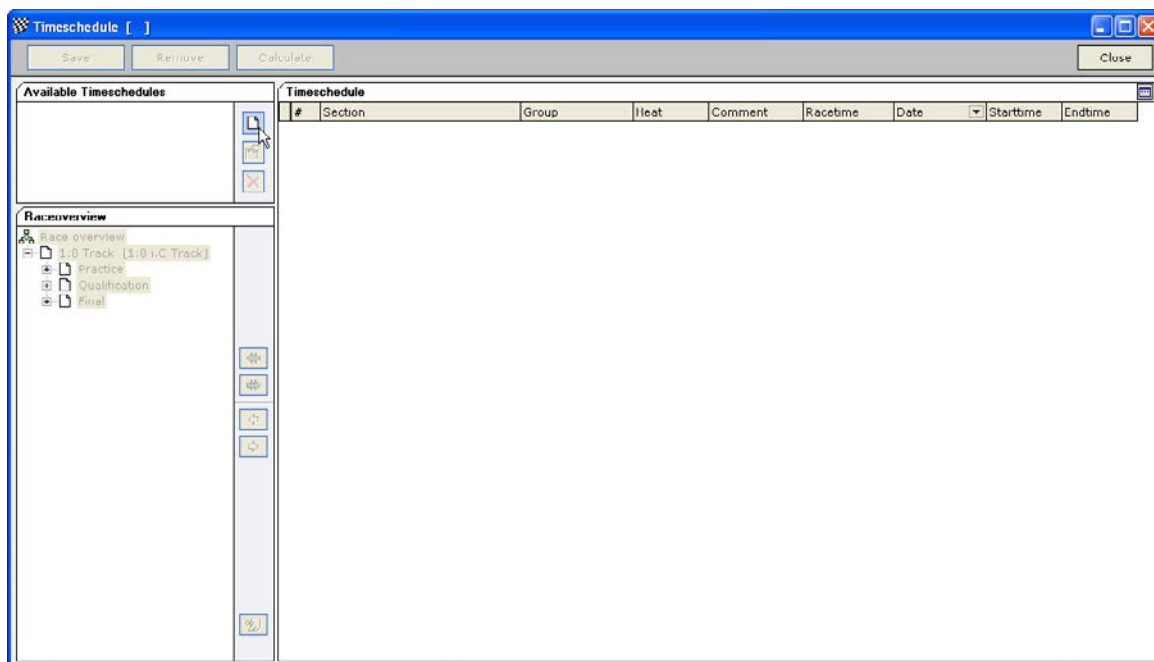 Timeschedule [ - ]
Save Remove Calculate Close
Available Timeschedules
Timeschedule
# Section Group Heat Comment Racetime Date Starttime Endtime
Raceoverview
Race overview
1:8 Track [1:8 I.C Track]
Practice
Qualification
Final